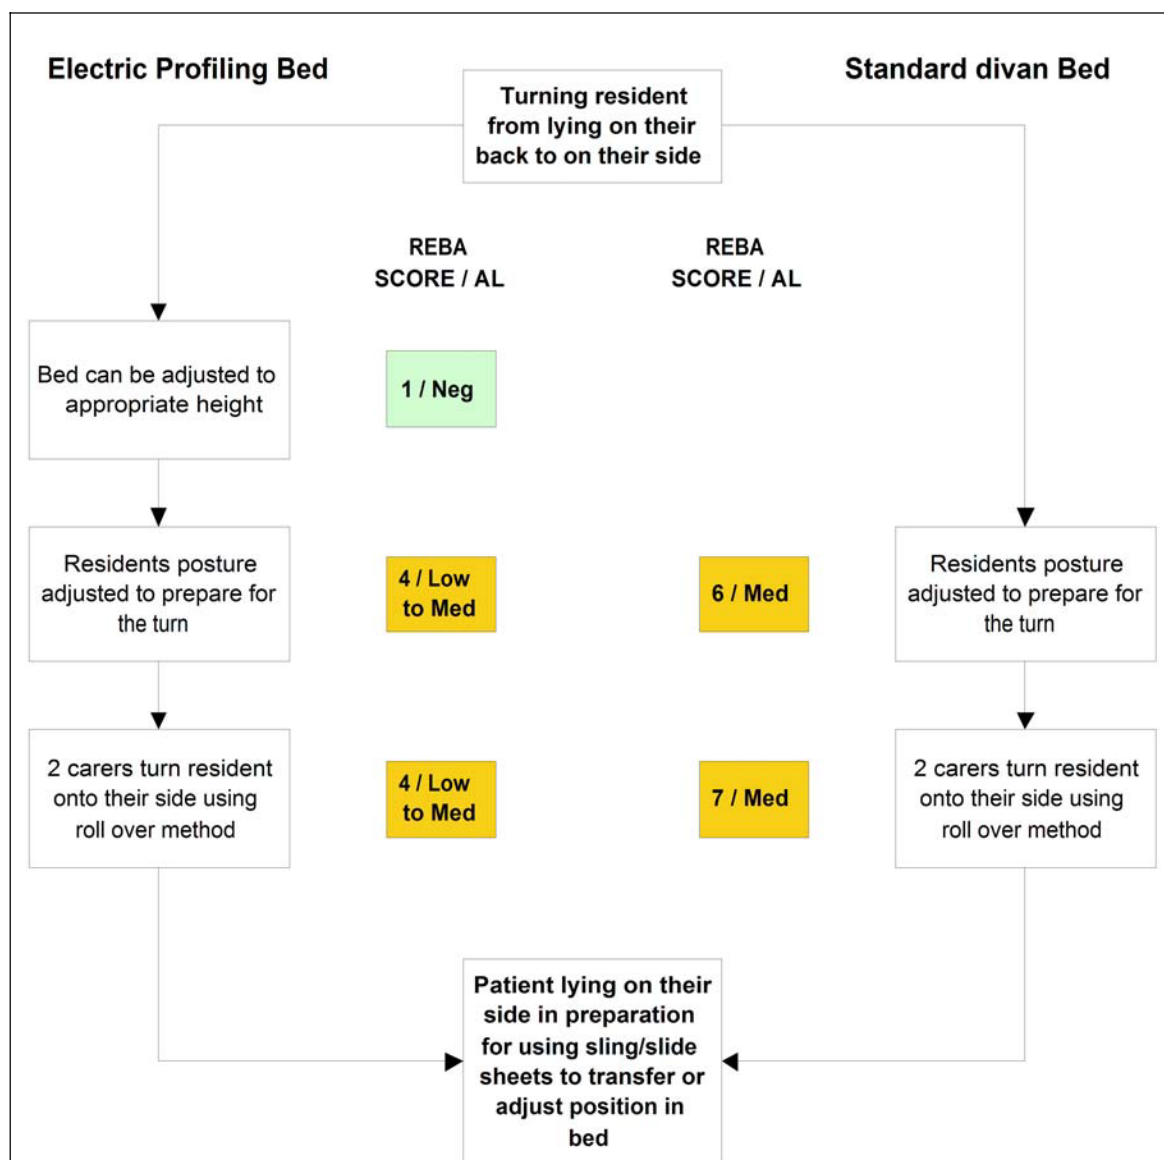 Electric Profiling Bed
Standard divan Bed
Turning resident
from lying on their
back to on their side
REBA
SCORE / AL
REBA
SCORE / AL
Bed can be adjusted to
appropriate height
1 / Neg
Residents posture
adjusted to prepare for
the turn
4 / Low
to Med
6 / Med
Residents posture
adjusted to prepare for
the turn
2 carers turn resident
onto their side using
roll over method
4 / Low
to Med
7 / Med
2 carers turn resident
onto their side using
roll over method
Patient lying on their
side in preparation
for using sling/slide
sheets to transfer or
adjust position in
bed